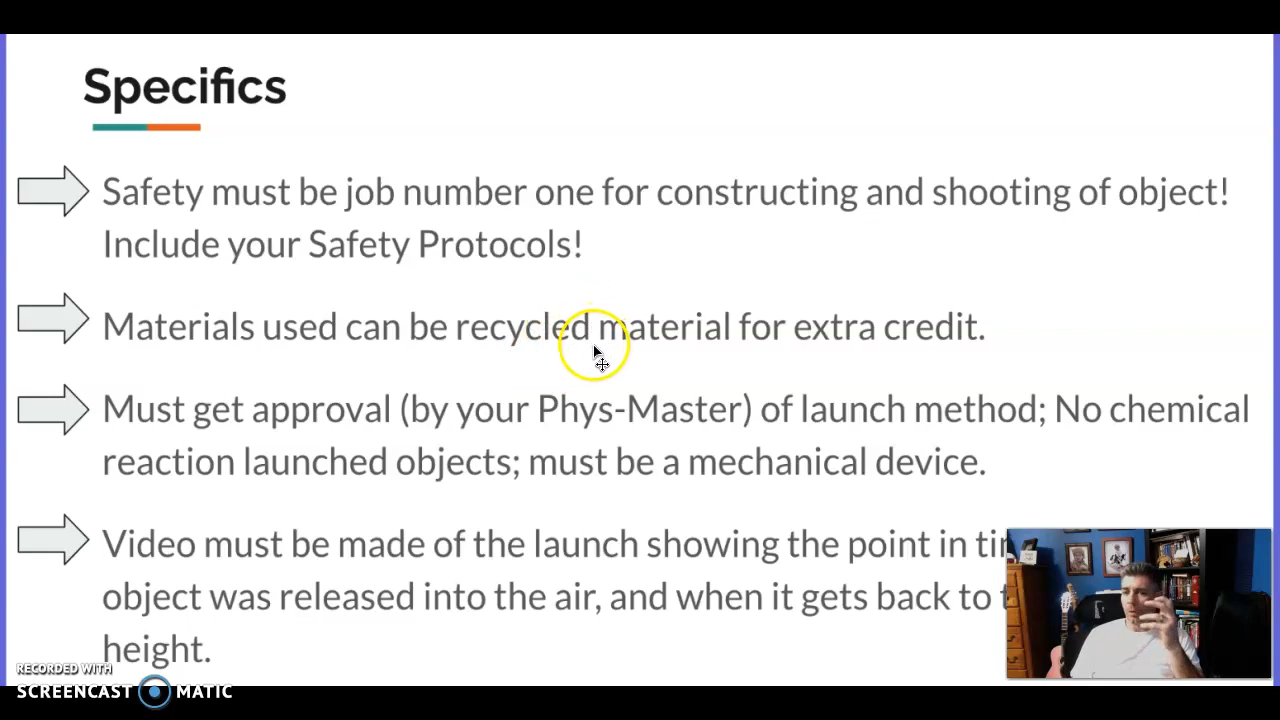 Specifics
Safety must be job number one for constructing and shooting of object!
Include your Safety Protocols!
Materials used can be recycled material for extra credit.
Must get approval (by your Phys-Master) of launch method; No chemical
reaction launched objects; must be a mechanical device.
Video must be made of the launch showing the point in
object was released into the air, and when it gets back to
height.
RECORDED WITH
SCREENCAST MATIC